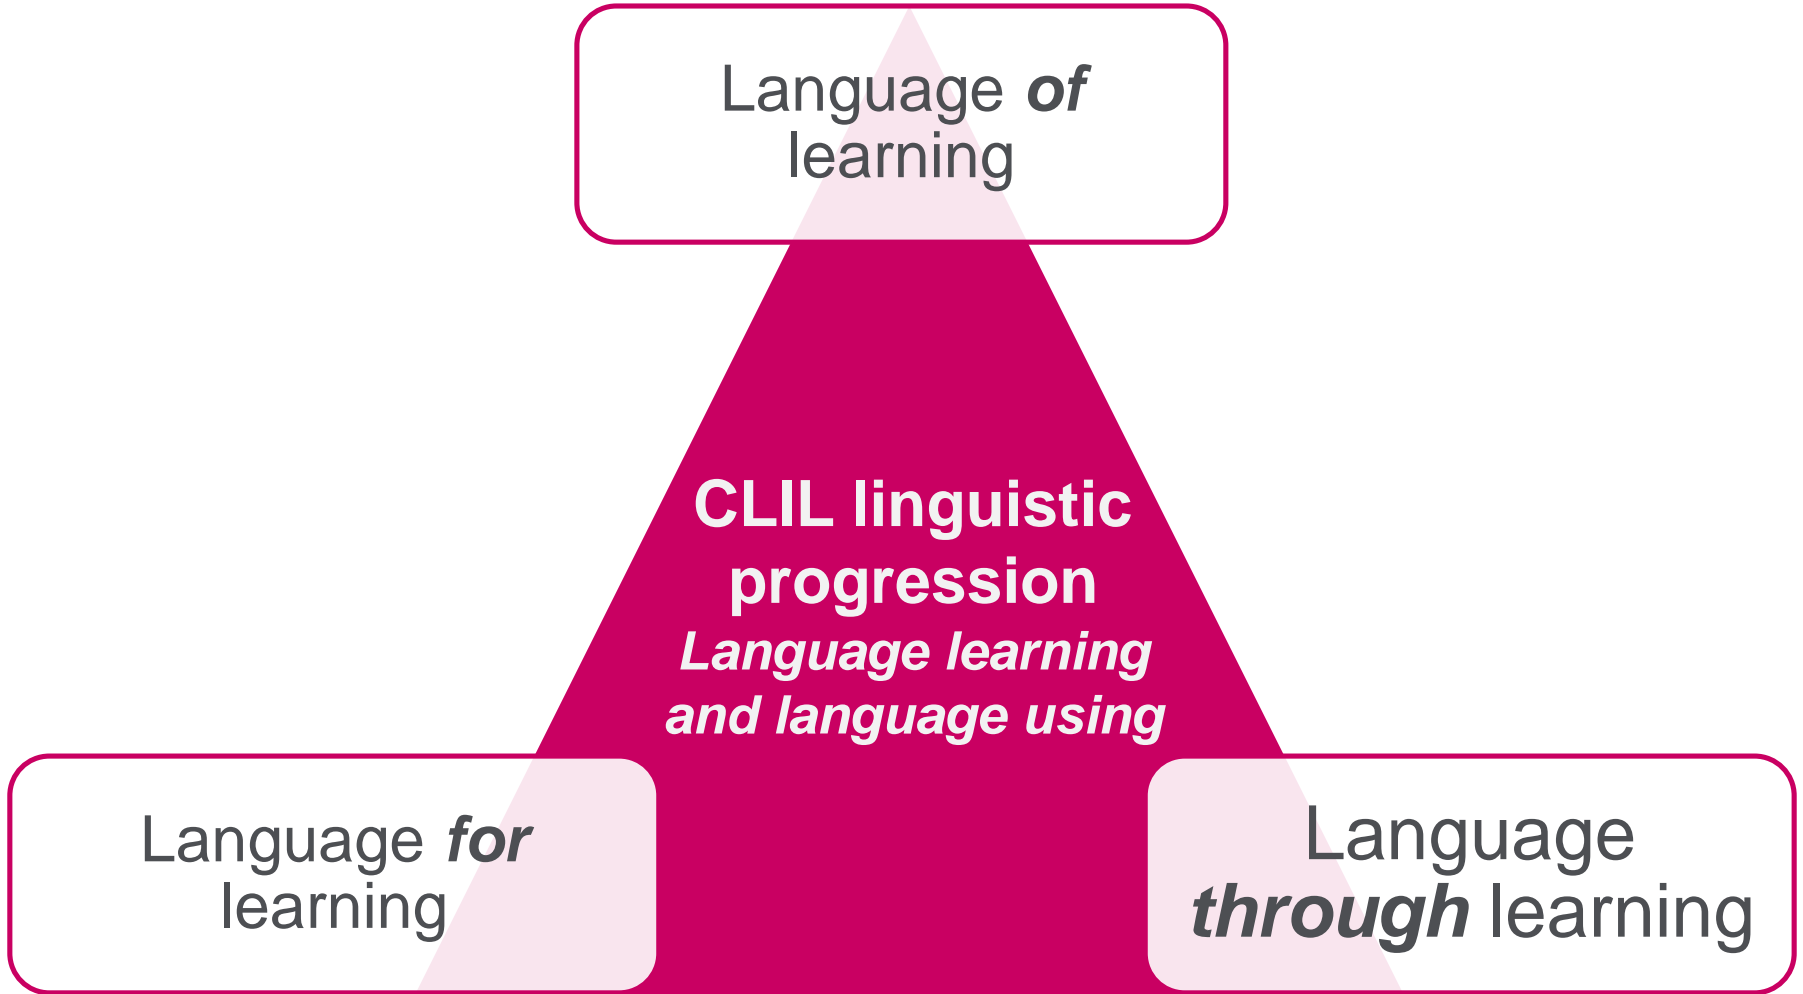 Language of
learning
CLIL linguistic
progression
Language learning
and language using
Language for
learning
Language
through learning